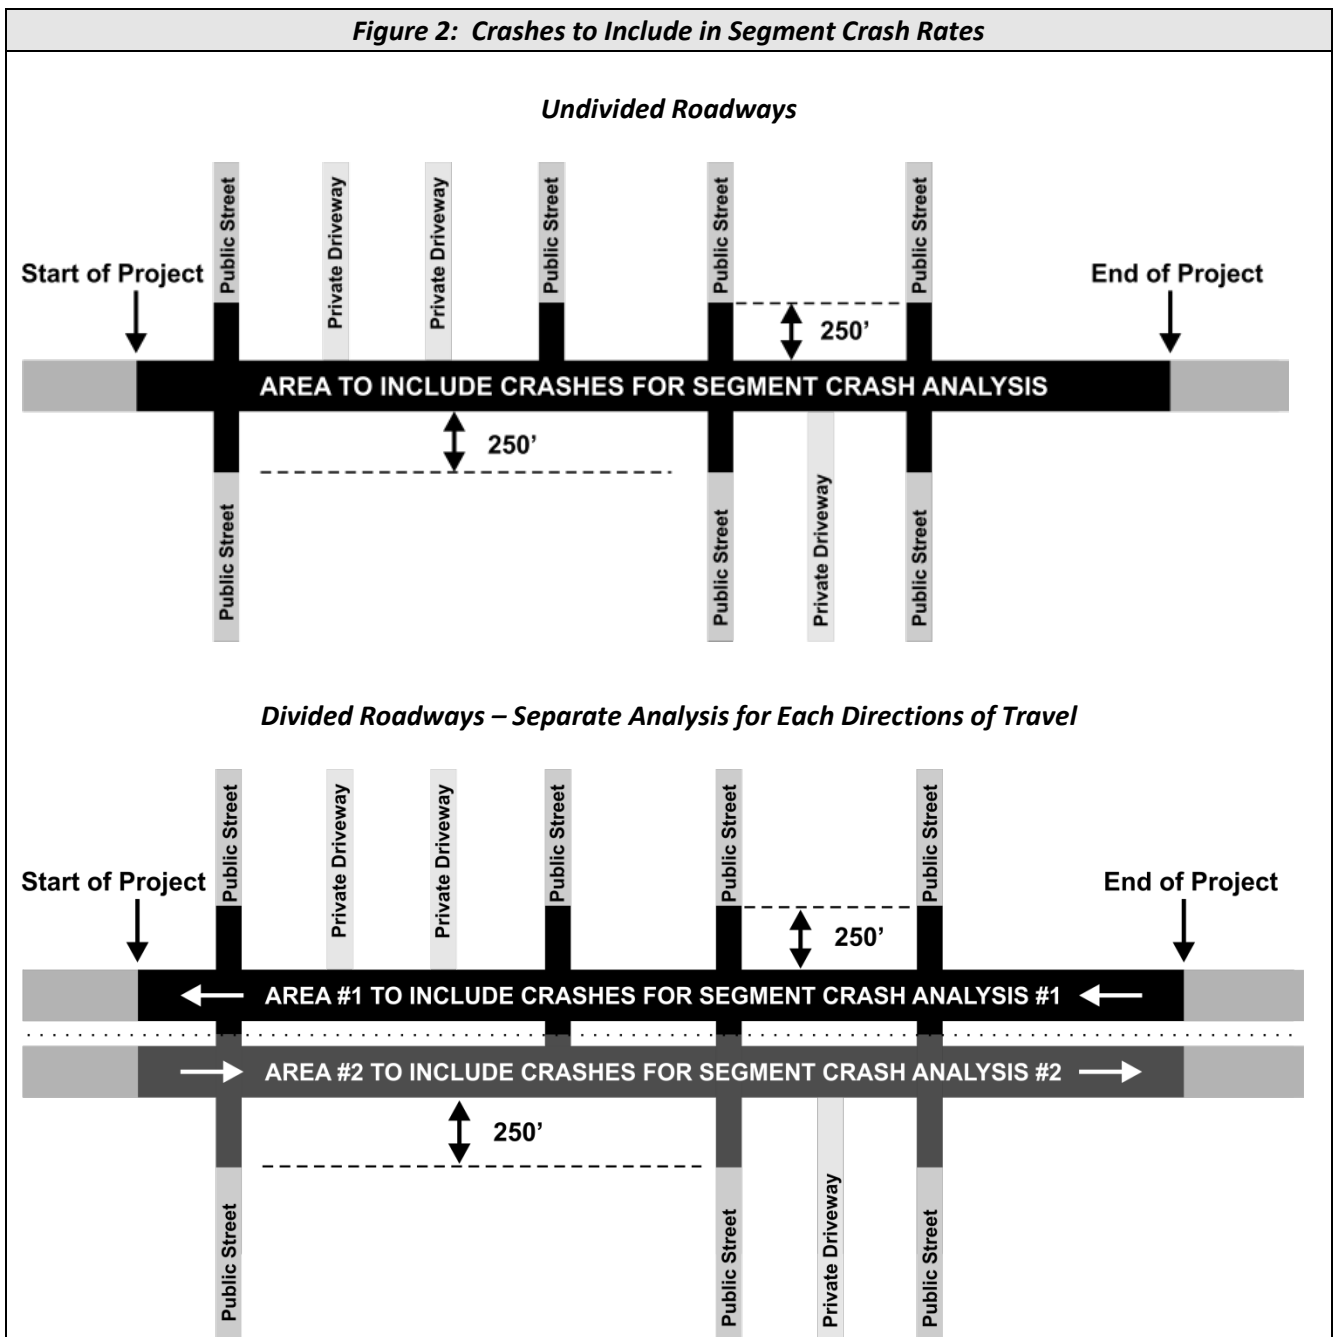 Figure 2: Crashes to Include in Segment Crash Rates
Undivided Roadways
Public Street
Private Driveway
Private Driveway
Public Street
Public Street
Public Street
Start of Project
End of Project
250’
AREA TO INCLUDE CRASHES FOR SEGMENT CRASH ANALYSIS
250’
Public Street
Public Street
Private Driveway
Public Street
Divided Roadways – Separate Analysis for Each Directions of Travel
Public Street
Private Driveway
Private Driveway
Public Street
Public Street
Public Street
Start of Project
End of Project
250’
AREA #1 TO INCLUDE CRASHES FOR SEGMENT CRASH ANALYSIS #1
AREA #2 TO INCLUDE CRASHES FOR SEGMENT CRASH ANALYSIS #2
250’
Public Street
Public Street
Private Driveway
Public Street